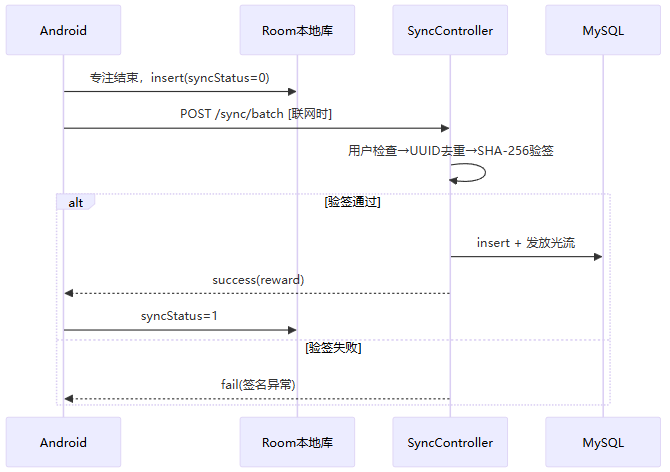 Android
Room本地库
SyncController
MySQL
专注结束，insert(syncStatus=0)
POST /sync/batch [联网时]
用户检查→UUID去重→SHA-256验签
alt
[验签通过]
insert + 发放光流
success(reward)
syncStatus=1
[验签失败]
fail(签名异常)
Android
Room本地库
SyncController
MySQL